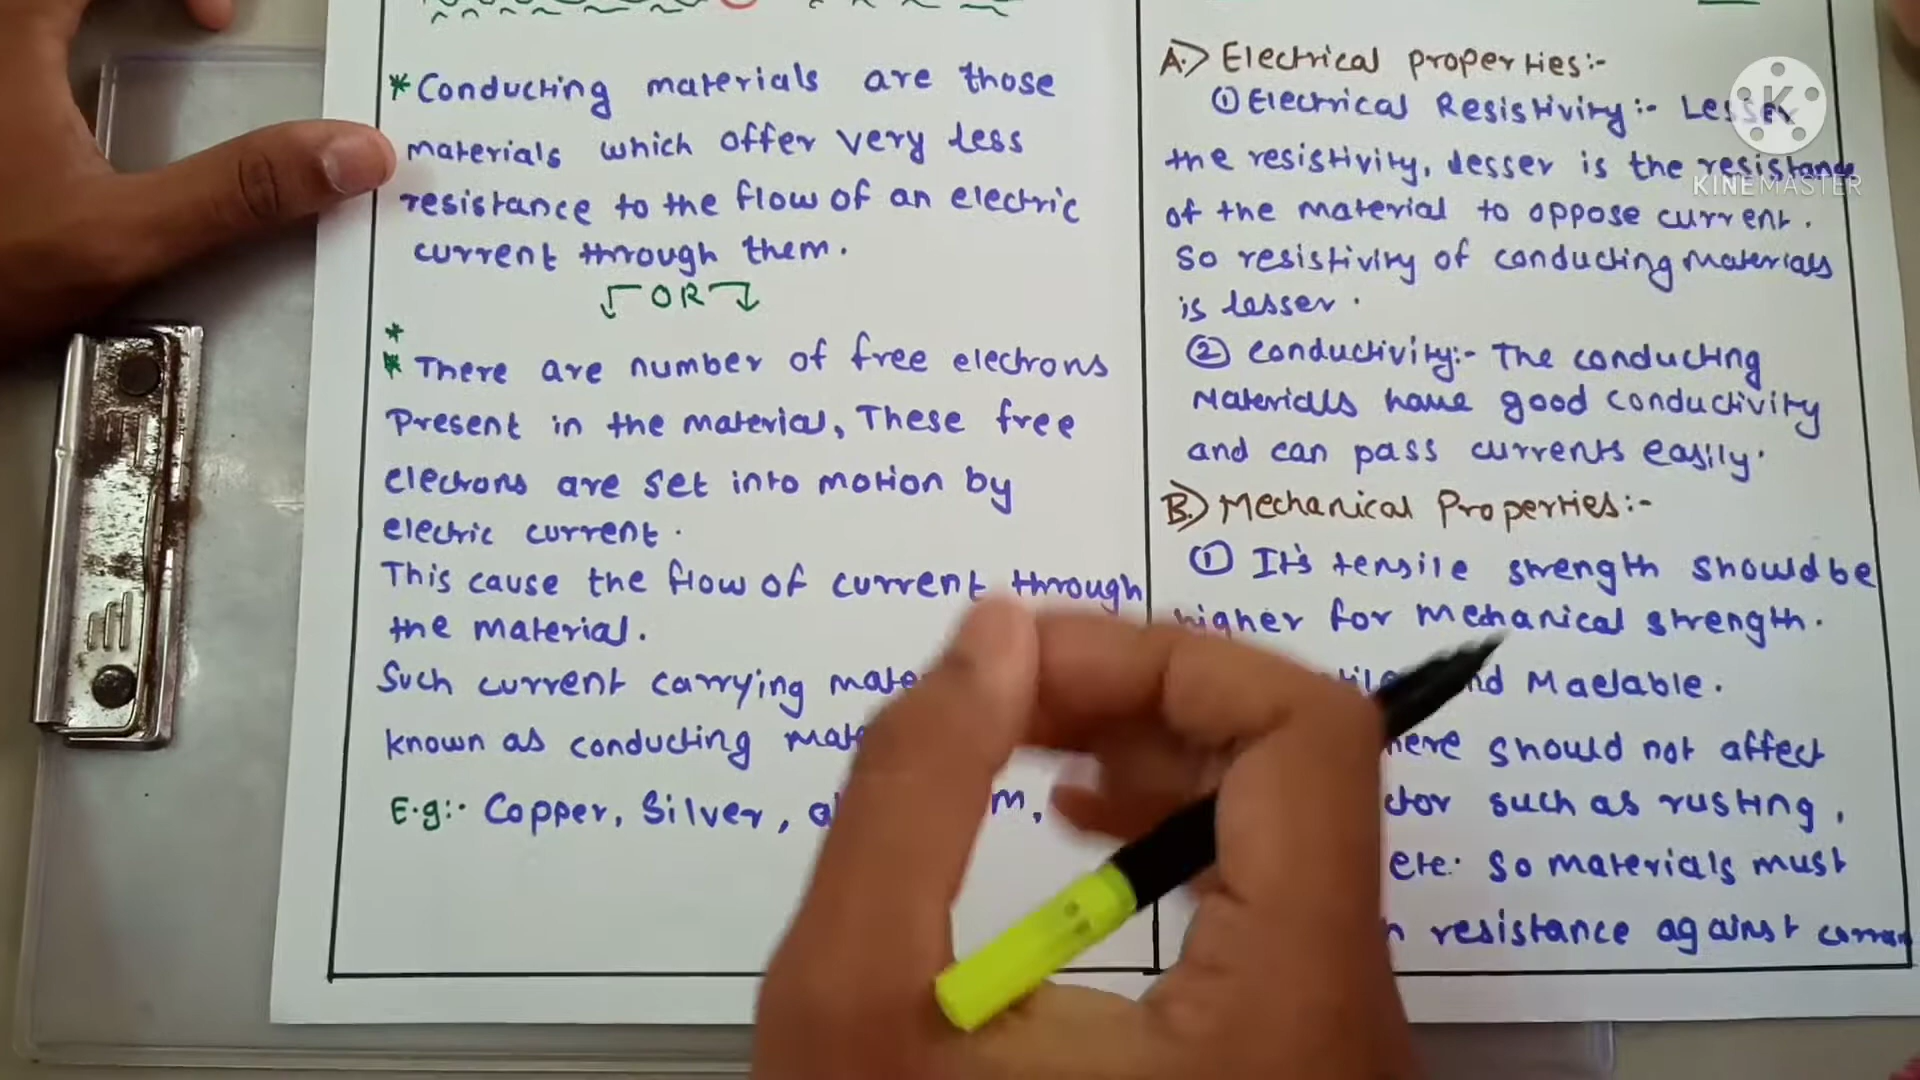 * Conducting materials are those
materials which offer very less
resistance to the flow of an electric
current through them.
OR
*
* There are number of free electrons
Present in the material, These free
electrons are set into motion by
electric current.
This cause the flow of current through
the material.
Such current carrying
known as conducting
E.g:- Copper, Silver,
A.) Electrical properties:-
① Electrical Resistivity:- Lesser
the resistivity, lesser is the resistance
of the material to oppose current.
So resistivity of conducting materials
is lesser.
② conductivity:- The conducting
Materials have good conductivity
and can pass currents easily.
B.) Mechanical Properties:-
① It's tensile strength should be
higher for mechanical strength.
Maelable.
should not affect
such as rusting,
etc. So materials must
resistance against
KINEMASTER